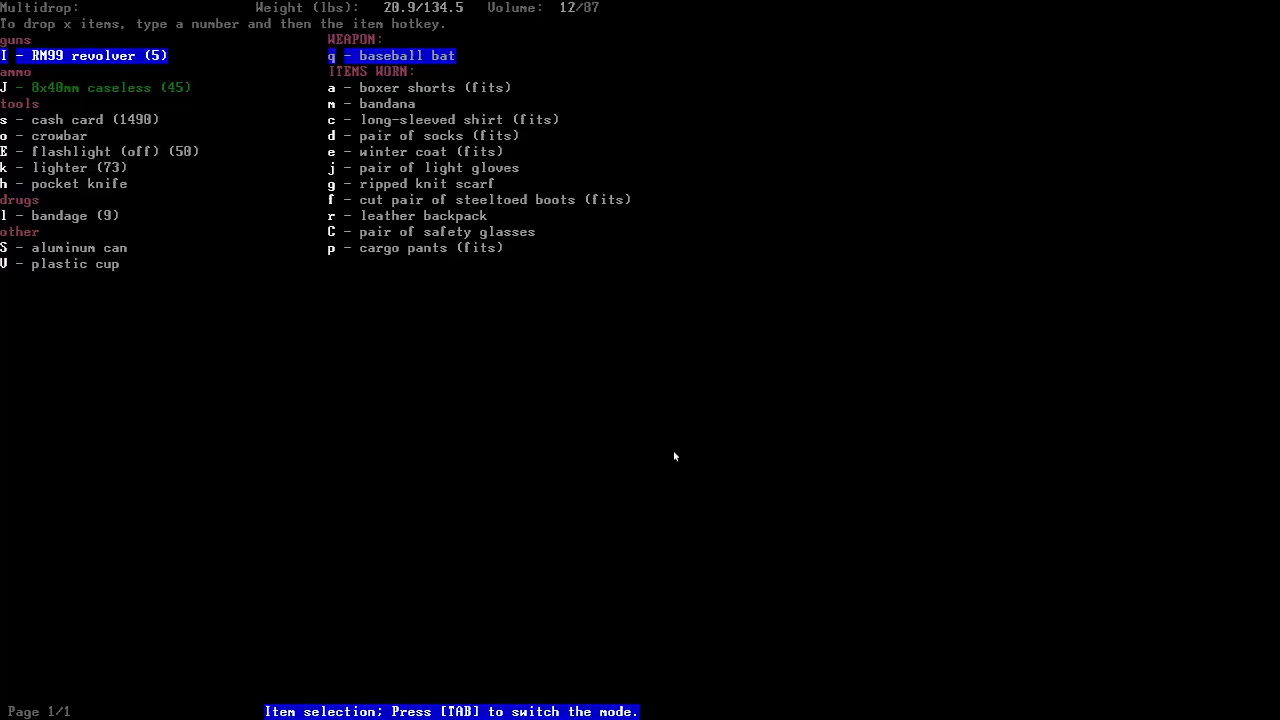 Multidrop: Weight (lbs): 20.9/134.5 Volume: 12/87
To drop x items, type a number and then the item hotkey.
guns
I - RM99 revolver (5)
ammo
J - 8x40mm caseless (45)
tools
s - cash card (1490)
o - crowbar
E - flashlight (off) (50)
k - lighter (73)
h - pocket knife
drugs
l - bandage (9)
other
S - aluminum can
V - plastic cup
WEAPON:
q - baseball bat
ITEMS WORN:
a - boxer shorts (fits)
m - bandana
c - long-sleeved shirt (fits)
d - pair of socks (fits)
e - winter coat (fits)
j - pair of light gloves
g - ripped knit scarf
f - cut pair of steeltoed boots (fits)
r - leather backpack
C - pair of safety glasses
p - cargo pants (fits)
Page 1/1 Item selection; Press [TAB] to switch the mode.